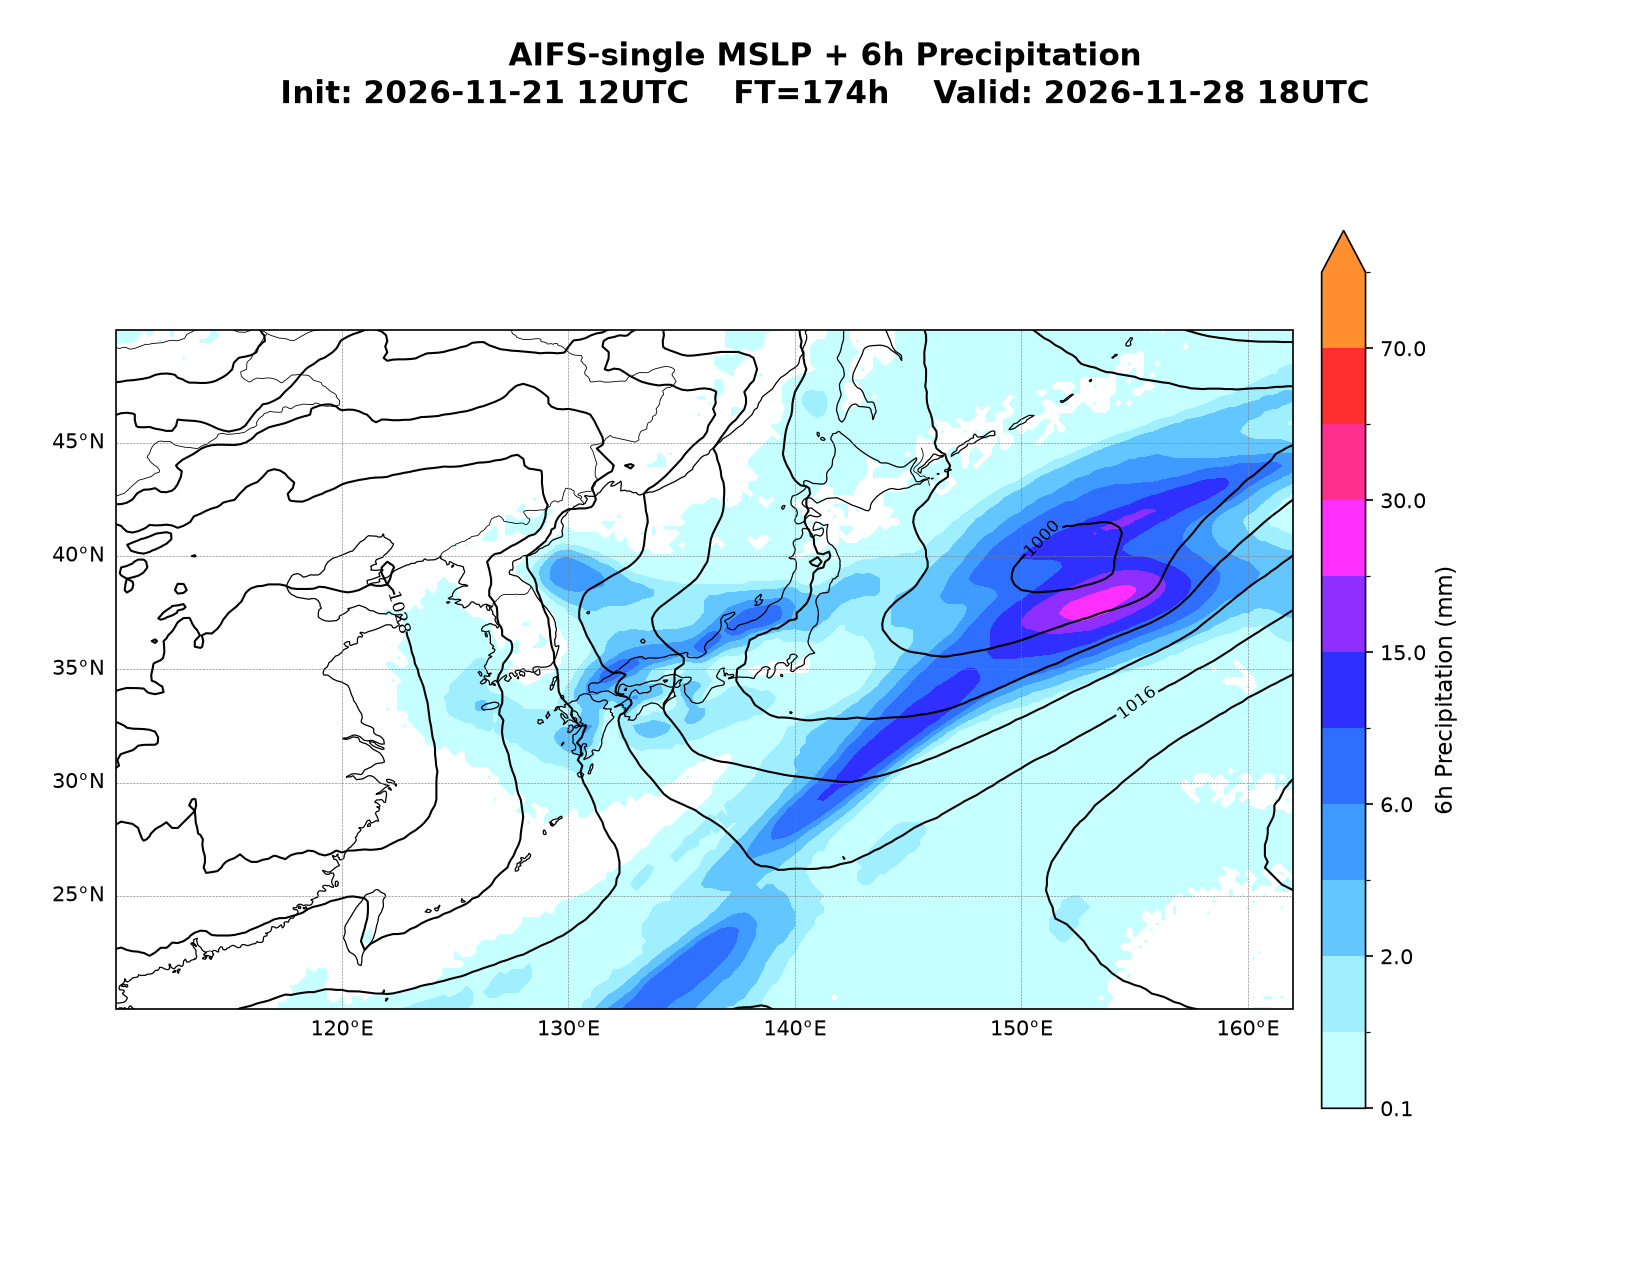 AIFS-single MSLP + 6h Precipitation
Init: 2026-11-21 12UTC    FT=174h    Valid: 2026-11-28 18UTC
70.0
30.0
15.0
6.0
2.0
0.1
6h Precipitation (mm)
45°N
40°N
35°N
30°N
25°N
120°E
130°E
140°E
150°E
160°E
1000
1028
1016